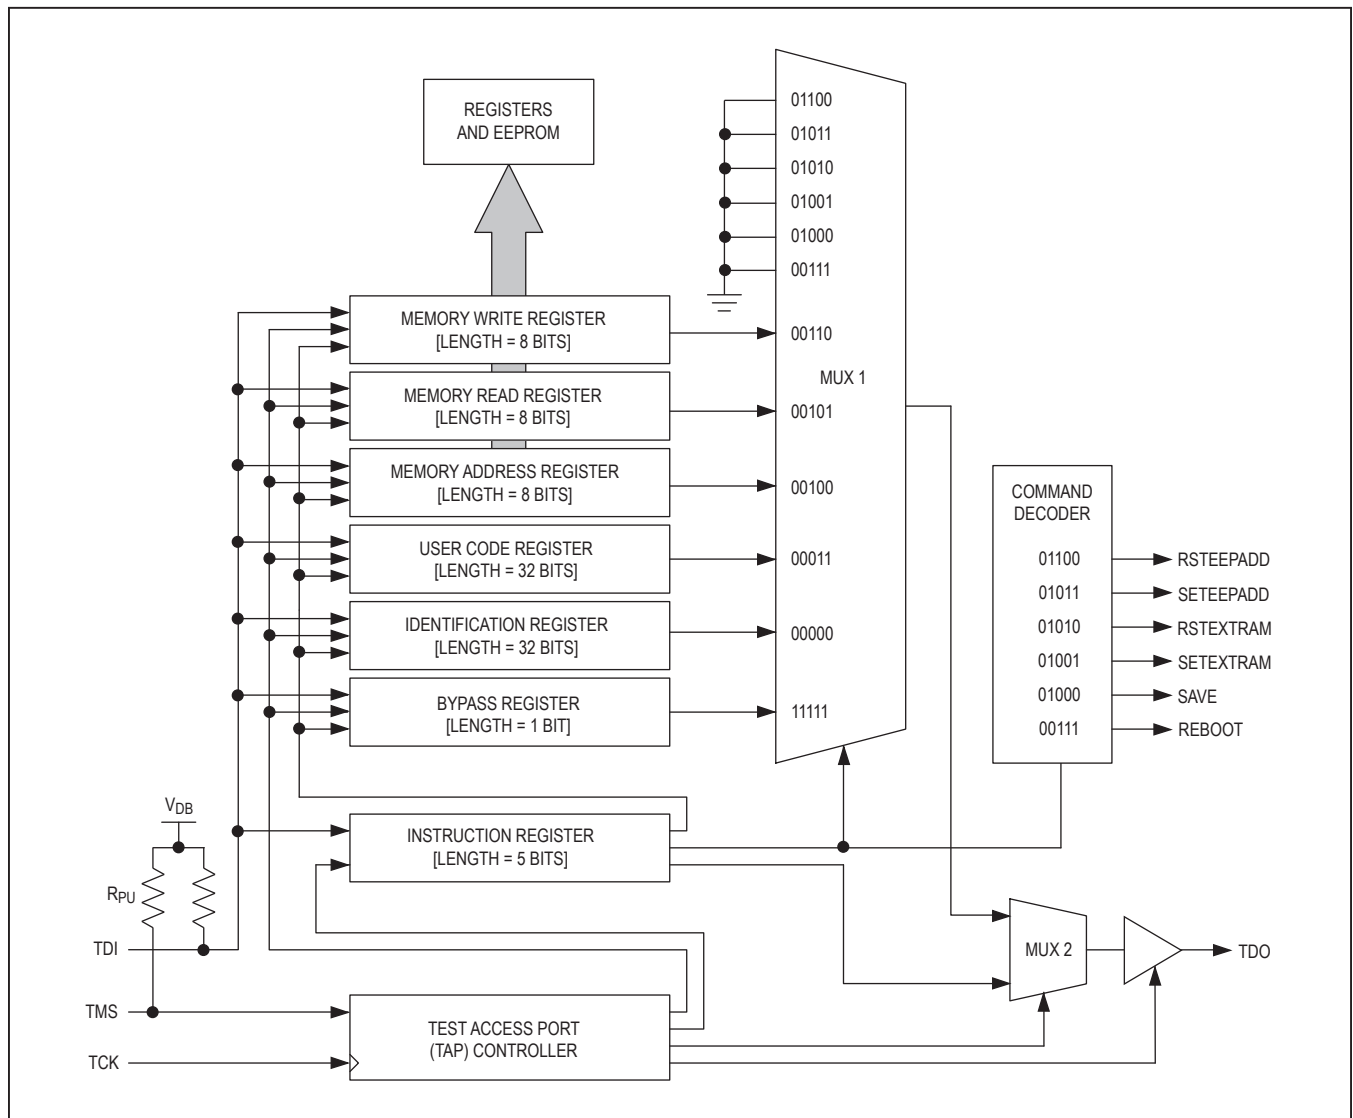 REGISTERS
AND EEPROM
01100
01011
01010
01001
01000
00111
MEMORY WRITE REGISTER
[LENGTH = 8 BITS]
00110
MUX 1
MEMORY READ REGISTER
[LENGTH = 8 BITS]
00101
MEMORY ADDRESS REGISTER
[LENGTH = 8 BITS]
00100
USER CODE REGISTER
[LENGTH = 32 BITS]
00011
IDENTIFICATION REGISTER
[LENGTH = 32 BITS]
00000
BYPASS REGISTER
[LENGTH = 1 BIT]
11111
COMMAND
DECODER
01100 RSTEEPADD
01011 SETEEPADD
01010 RSTEXTRAM
01001 SETEXTRAM
01000 SAVE
00111 REBOOT
VDB
RPU
INSTRUCTION REGISTER
[LENGTH = 5 BITS]
TDI
TMS
TCK
TEST ACCESS PORT
(TAP) CONTROLLER
MUX 2
TDO